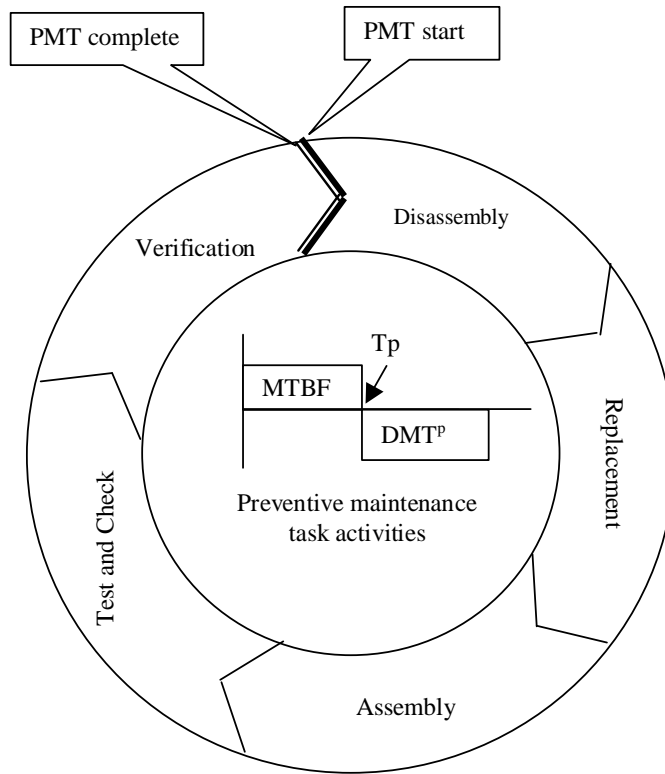 PMT complete
PMT start
Disassembly
Verification
Tp
MTBF
DMTᵖ
Replacement
Preventive maintenance
task activities
Test and Check
Assembly